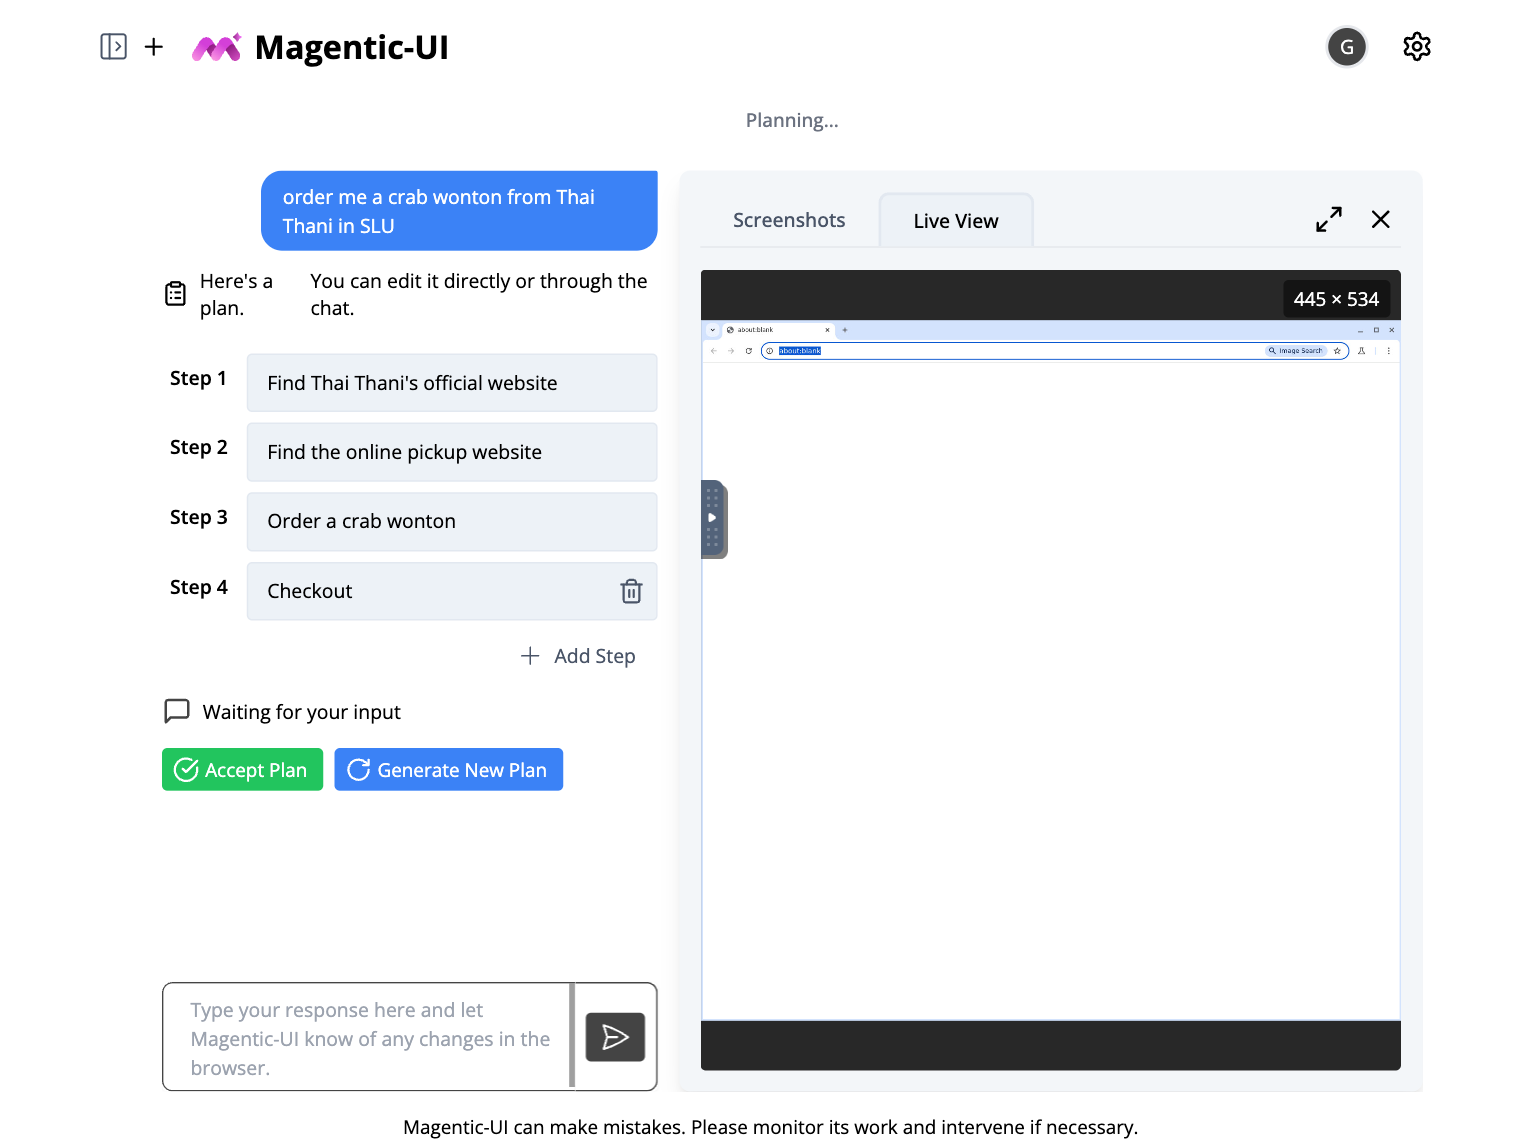 Magentic-UI
G
Planning...
order me a crab wonton from Thai
Thani in SLU
Here's a
plan.
You can edit it directly or through the
chat.
Step 1
Find Thai Thani's official website
Step 2
Find the online pickup website
Step 3
Order a crab wonton
Step 4
Checkout
Add Step
Waiting for your input
Accept Plan
Generate New Plan
Type your response here and let
Magentic-UI know of any changes in the
browser.
Screenshots
Live View
445 × 534
about:blank
about:blank
Image Search
Magentic-UI can make mistakes. Please monitor its work and intervene if necessary.